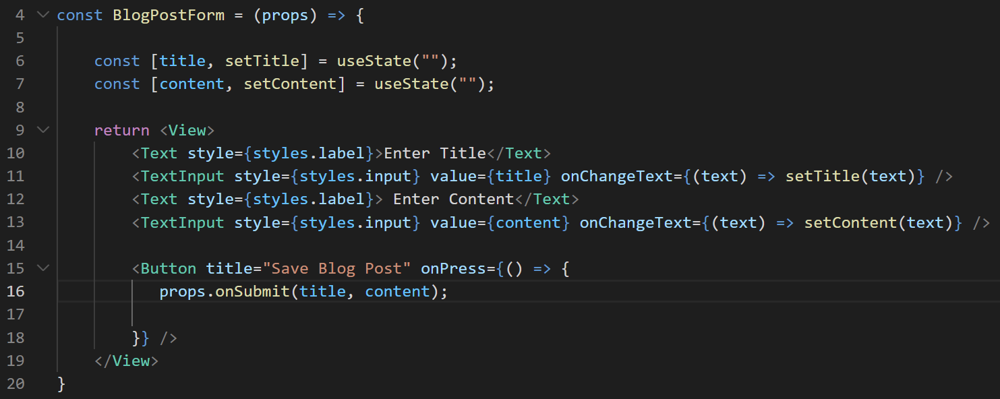 4 const BlogPostForm = (props) => {
5
6     const [title, setTitle] = useState("");
7     const [content, setContent] = useState("");
8
9     return <View>
10         <Text style={styles.label}>Enter Title</Text>
11         <TextInput style={styles.input} value={title} onChangeText={(text) => setTitle(text)} />
12         <Text style={styles.label}> Enter Content</Text>
13         <TextInput style={styles.input} value={content} onChangeText={(text) => setContent(text)} />
14
15         <Button title="Save Blog Post" onPress={() => {
16            props.onSubmit(title, content);
17
18         }} />
19     </View>
20 }